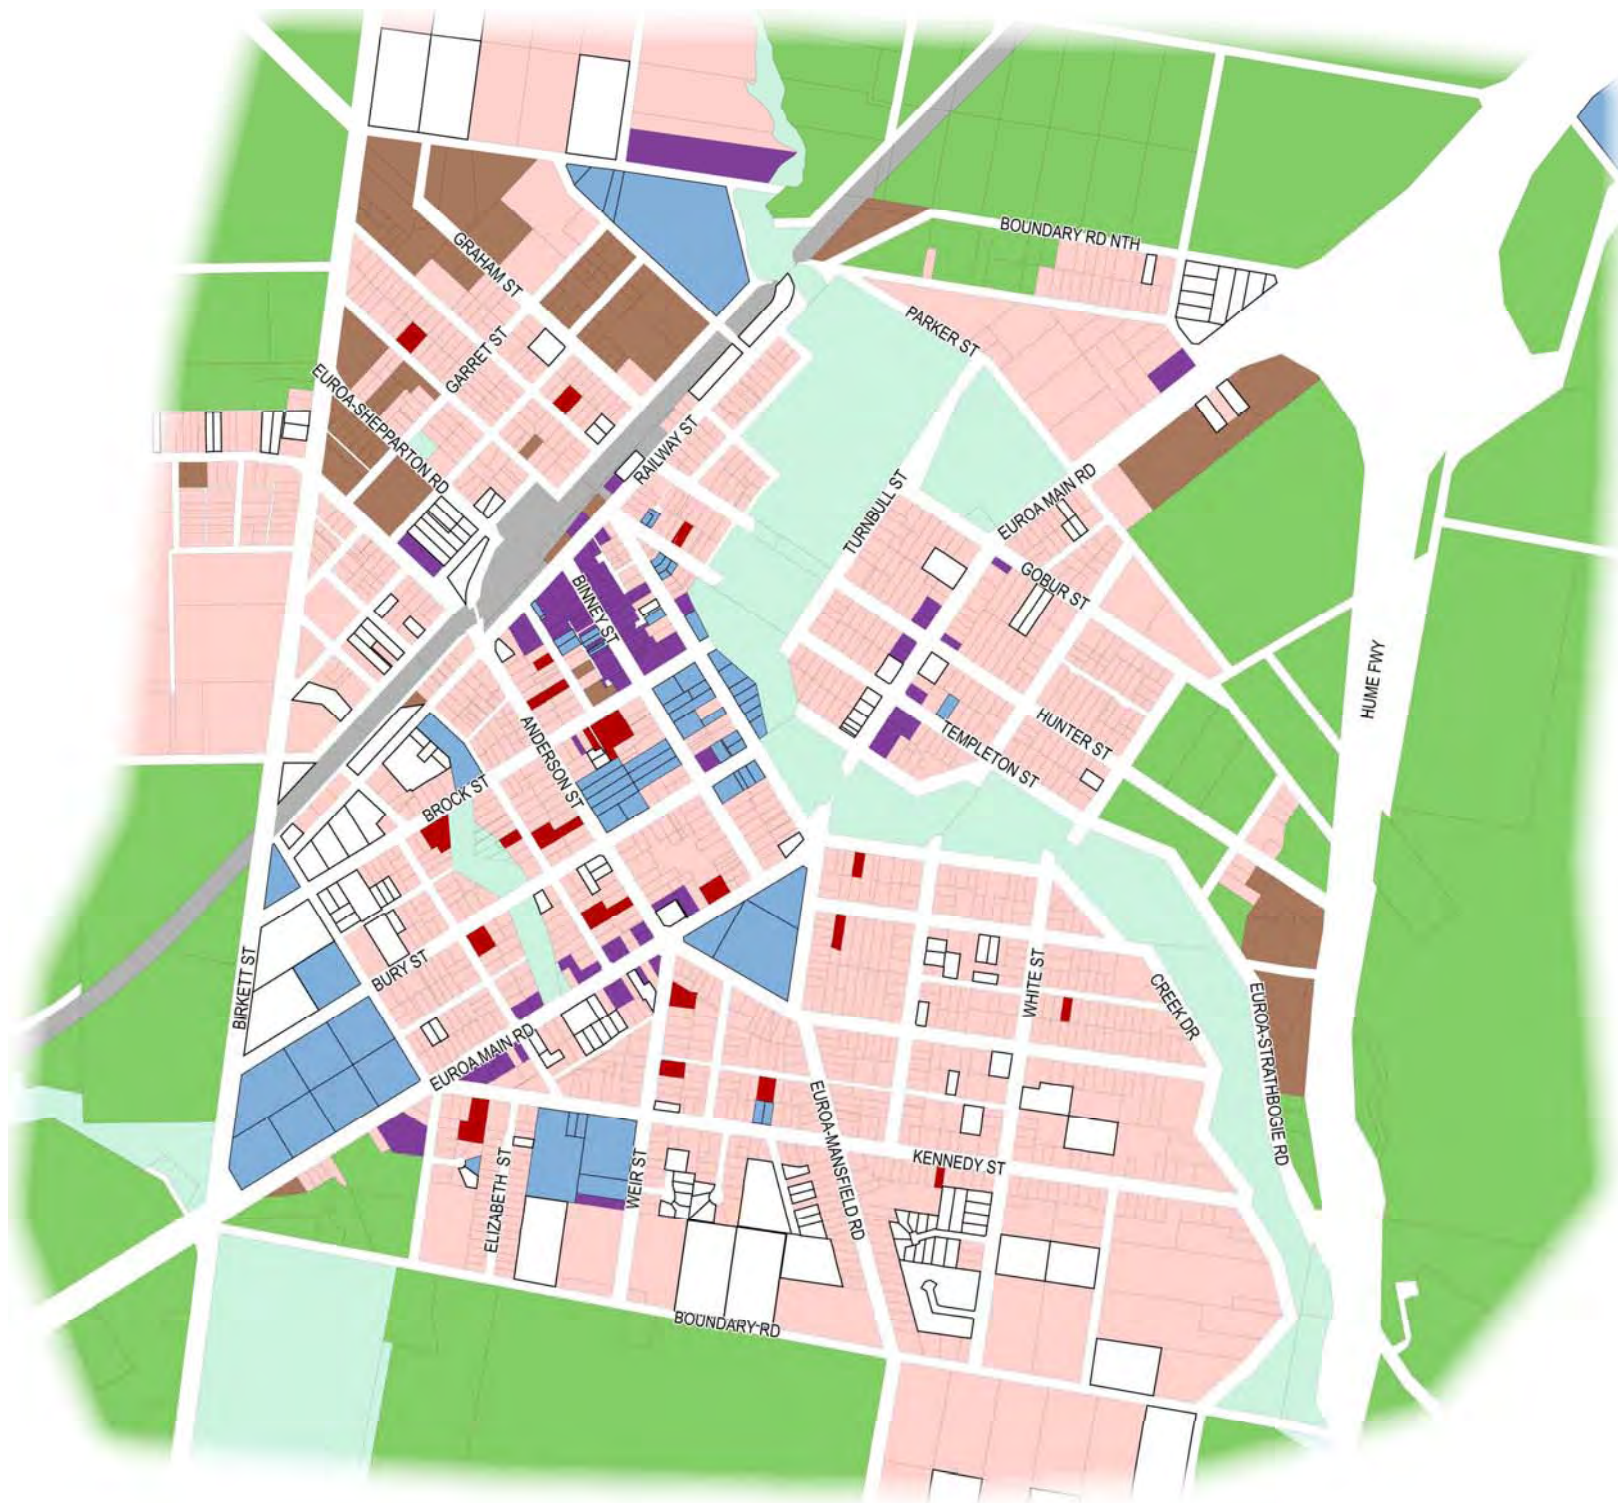 BOUNDARY RD NTH
GRAHAM ST
PARKER ST
GARRET ST
EUROA-SHEPPARTON RD
RAILWAY ST
TURNBULL ST
EUROA MAIN RD
GOBUR ST
BINNEY ST
HUME FWY
ANDERSON ST
HUNTER ST
TEMPLETON ST
BROCK ST
BURY ST
BIRKETT ST
WHITE ST
CREEK DR
EUROA-STRATHBOGIE RD
EUROA MAIN RD
EUROA-MANSFIELD RD
KENNEDY ST
ELIZABETH ST
WEIR ST
BOUNDARY RD